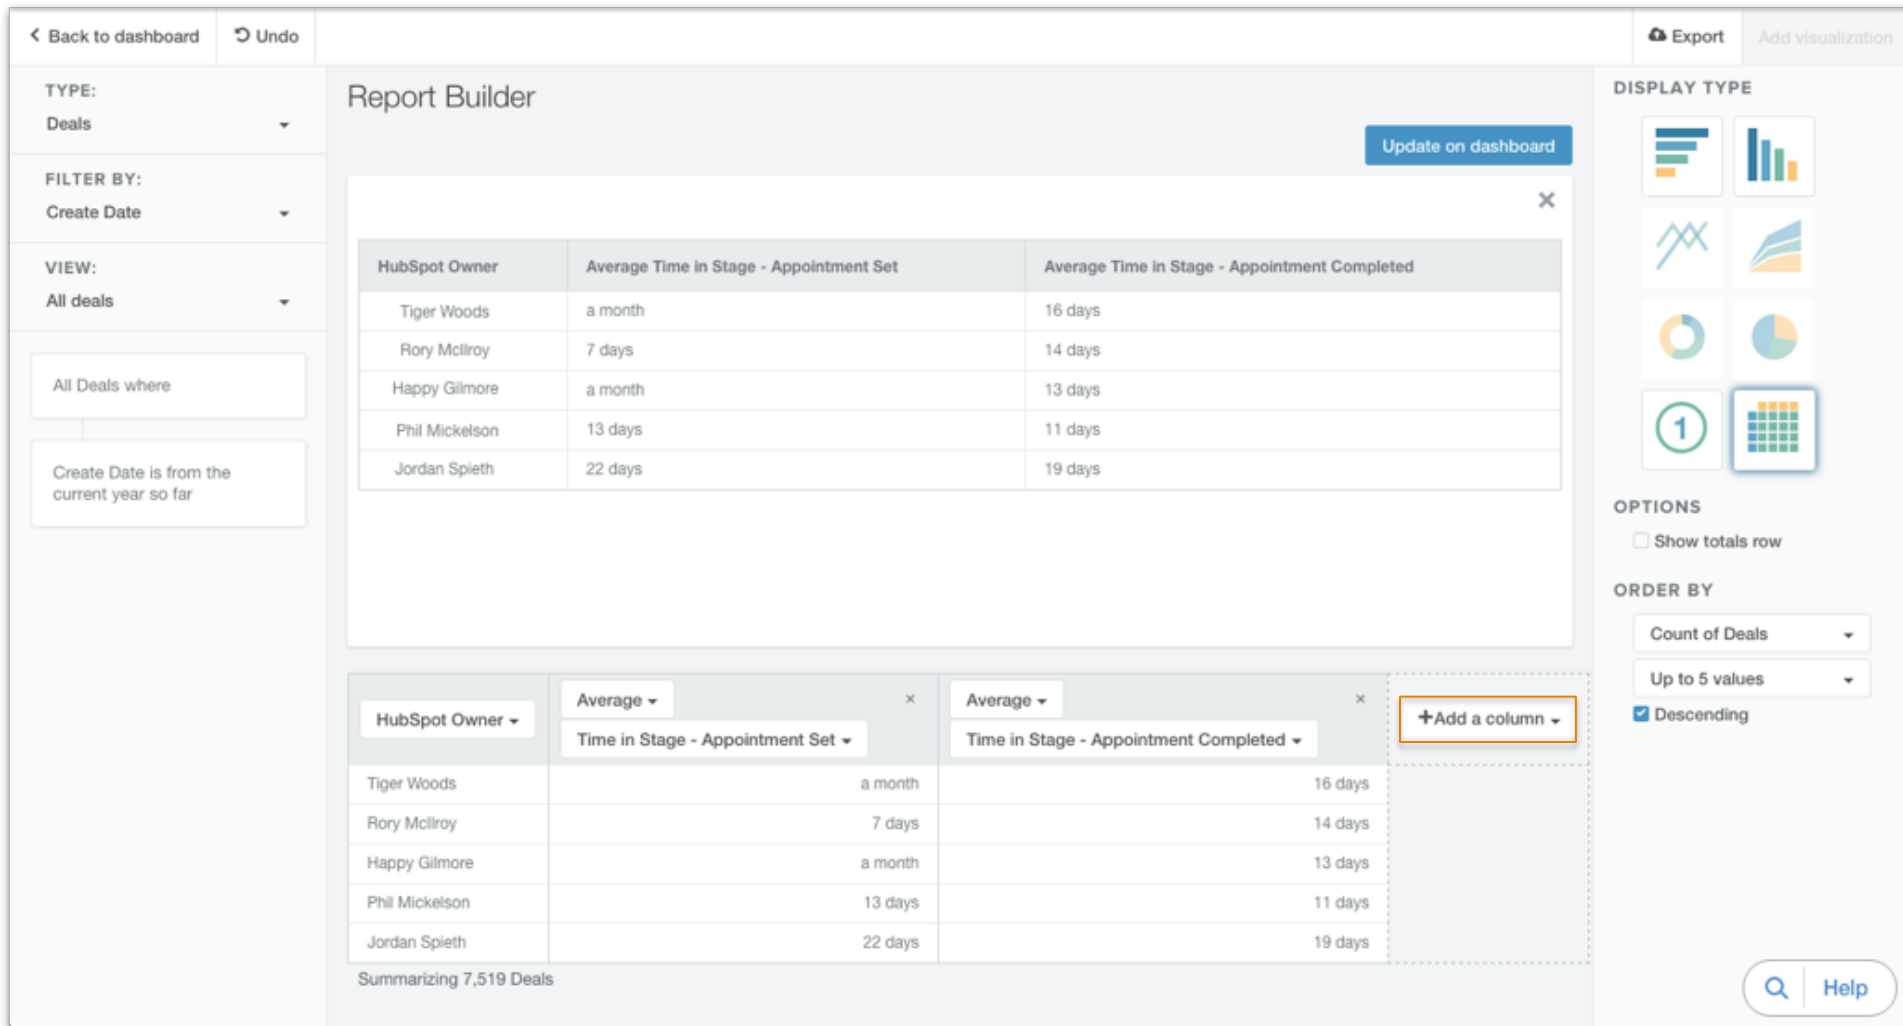 Back to dashboard
Undo
Export
Add visualization
TYPE:
Deals
FILTER BY:
Create Date
VIEW:
All deals
All Deals where
Create Date is from the
current year so far
Report Builder
Update on dashboard
HubSpot Owner Average Time in Stage - Appointment Set Average Time in Stage - Appointment Completed
Tiger Woods a month 16 days
Rory McIlroy 7 days 14 days
Happy Gilmore a month 13 days
Phil Mickelson 13 days 11 days
Jordan Spieth 22 days 19 days
HubSpot Owner
Average
Time in Stage - Appointment Set
Average
Time in Stage - Appointment Completed
+Add a column
Tiger Woods a month 16 days
Rory McIlroy 7 days 14 days
Happy Gilmore a month 13 days
Phil Mickelson 13 days 11 days
Jordan Spieth 22 days 19 days
Summarizing 7,519 Deals
DISPLAY TYPE
1
OPTIONS
Show totals row
ORDER BY
Count of Deals
Up to 5 values
Descending
Help